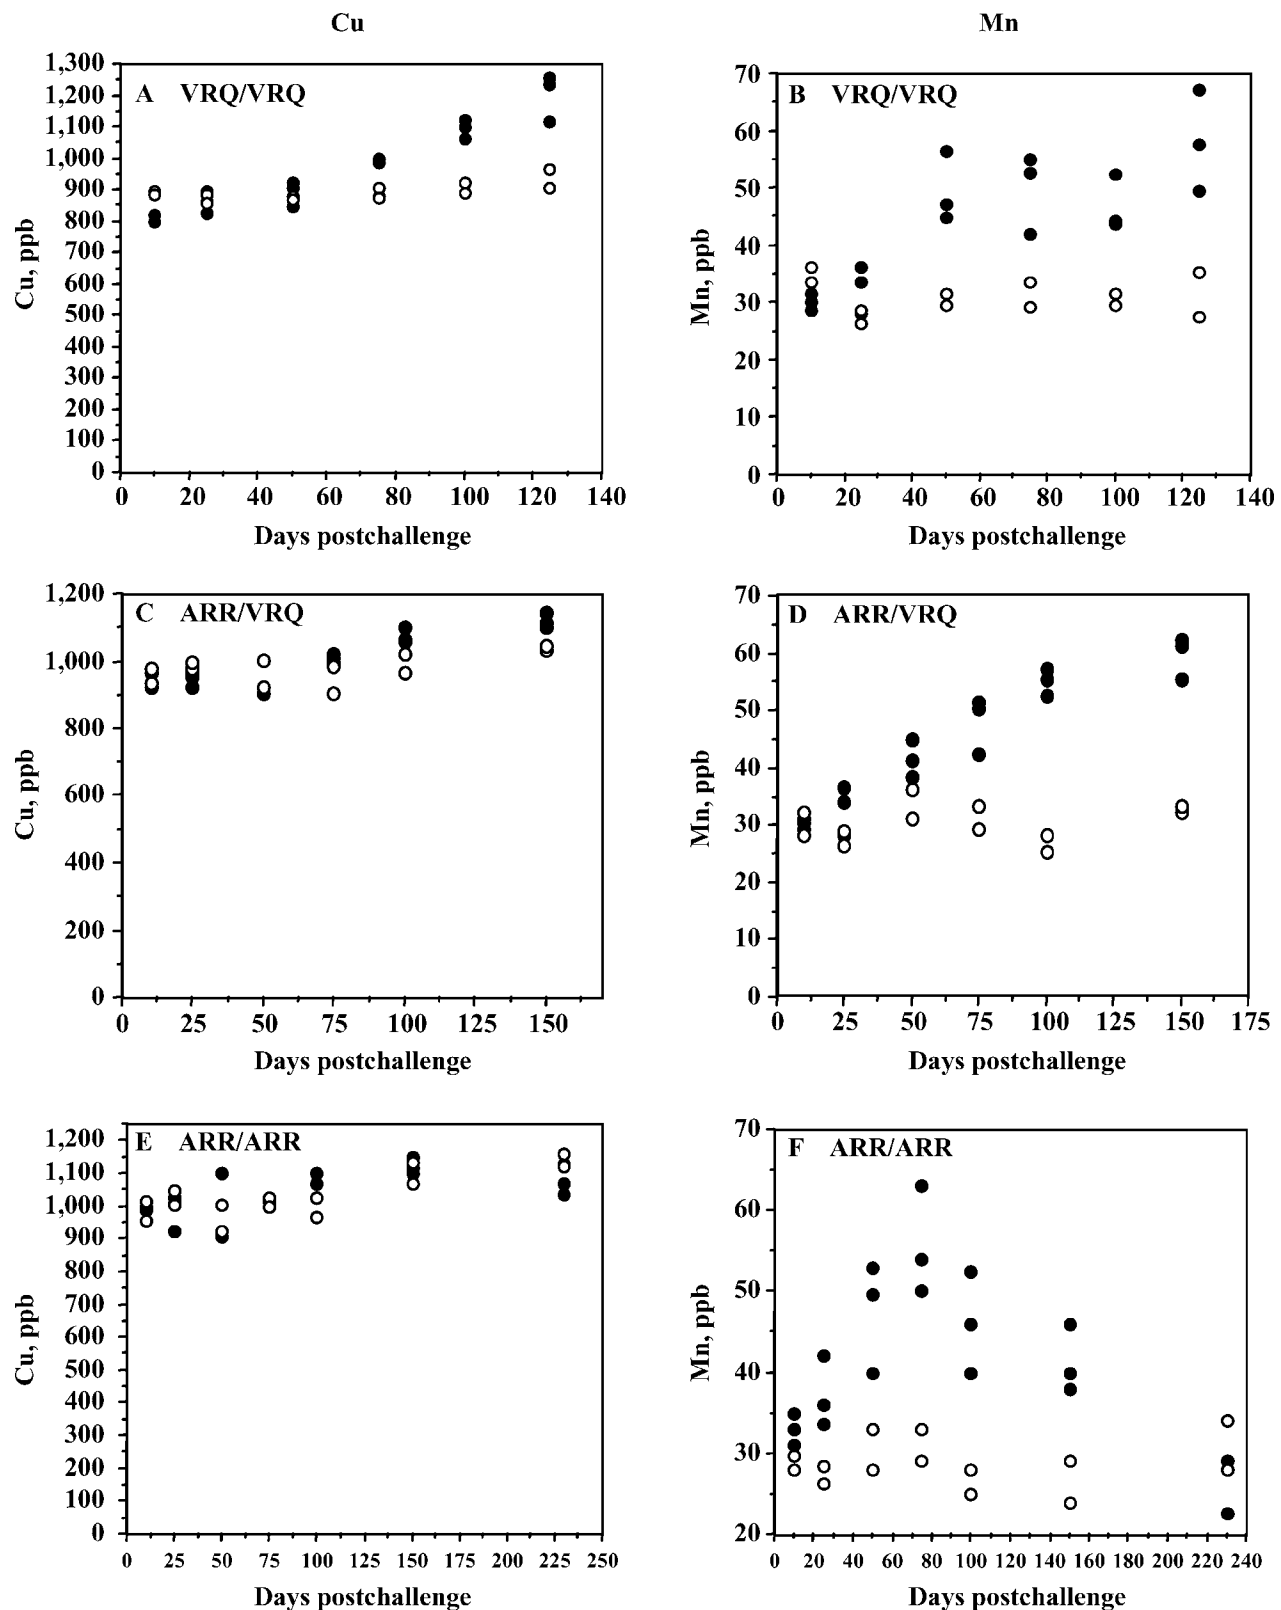 Cu
Mn
A VRQ/VRQ
Cu, ppb
1,300
1,200
1,100
1,000
900
800
700
600
500
400
300
200
100
0
0 20 40 60 80 100 120 140
Days postchallenge
B VRQ/VRQ
Mn, ppb
70
60
50
40
30
20
10
0
0 20 40 60 80 100 120 140
Days postchallenge
C ARR/VRQ
Cu, ppb
1,200
1,000
800
600
400
200
0
0 25 50 75 100 125 150
Days postchallenge
D ARR/VRQ
Mn, ppb
70
60
50
40
30
20
10
0
0 25 50 75 100 125 150 175
Days postchallenge
E ARR/ARR
Cu, ppb
1,200
1,100
1,000
900
800
700
600
500
400
300
200
100
0
0 25 50 75 100 125 150 175 200 225 250
Days postchallenge
F ARR/ARR
Mn, ppb
70
60
50
40
30
20
0 20 40 60 80 100 120 140 160 180 200 220 240
Days postchallenge